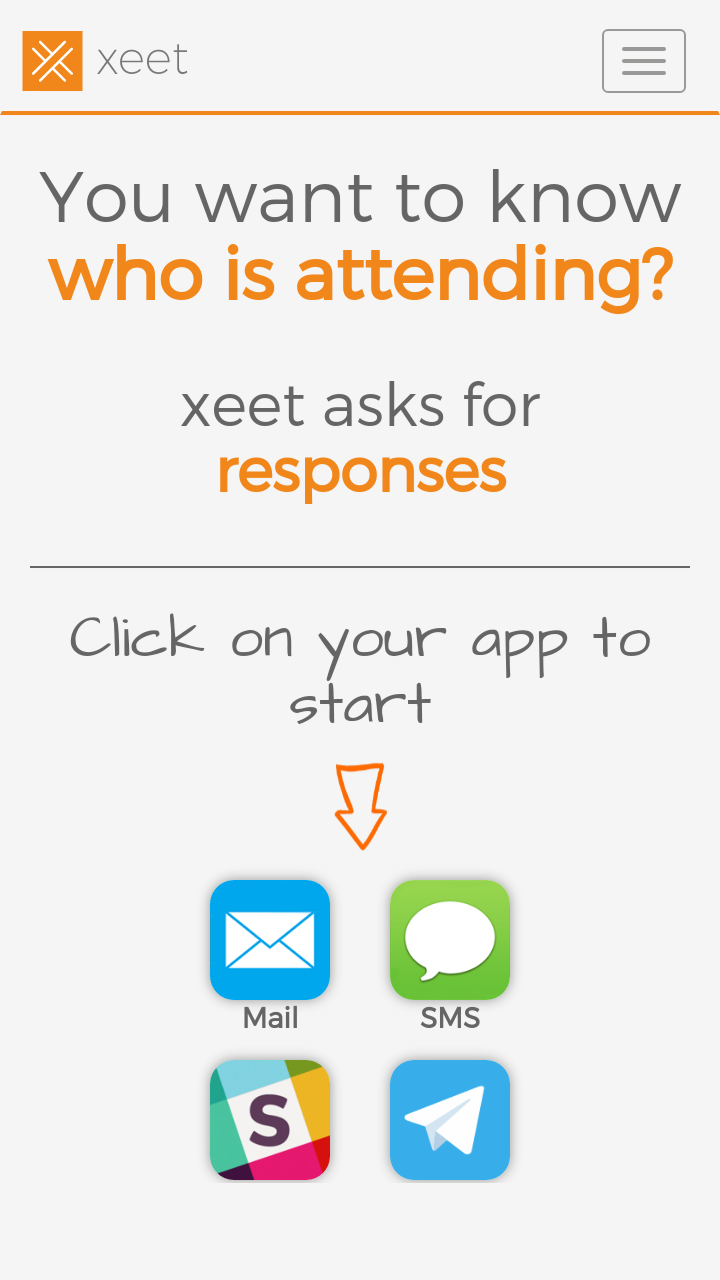 xeet
You want to know
who is attending?
xeet asks for
responses
Click on your app to
start
Mail SMS
S